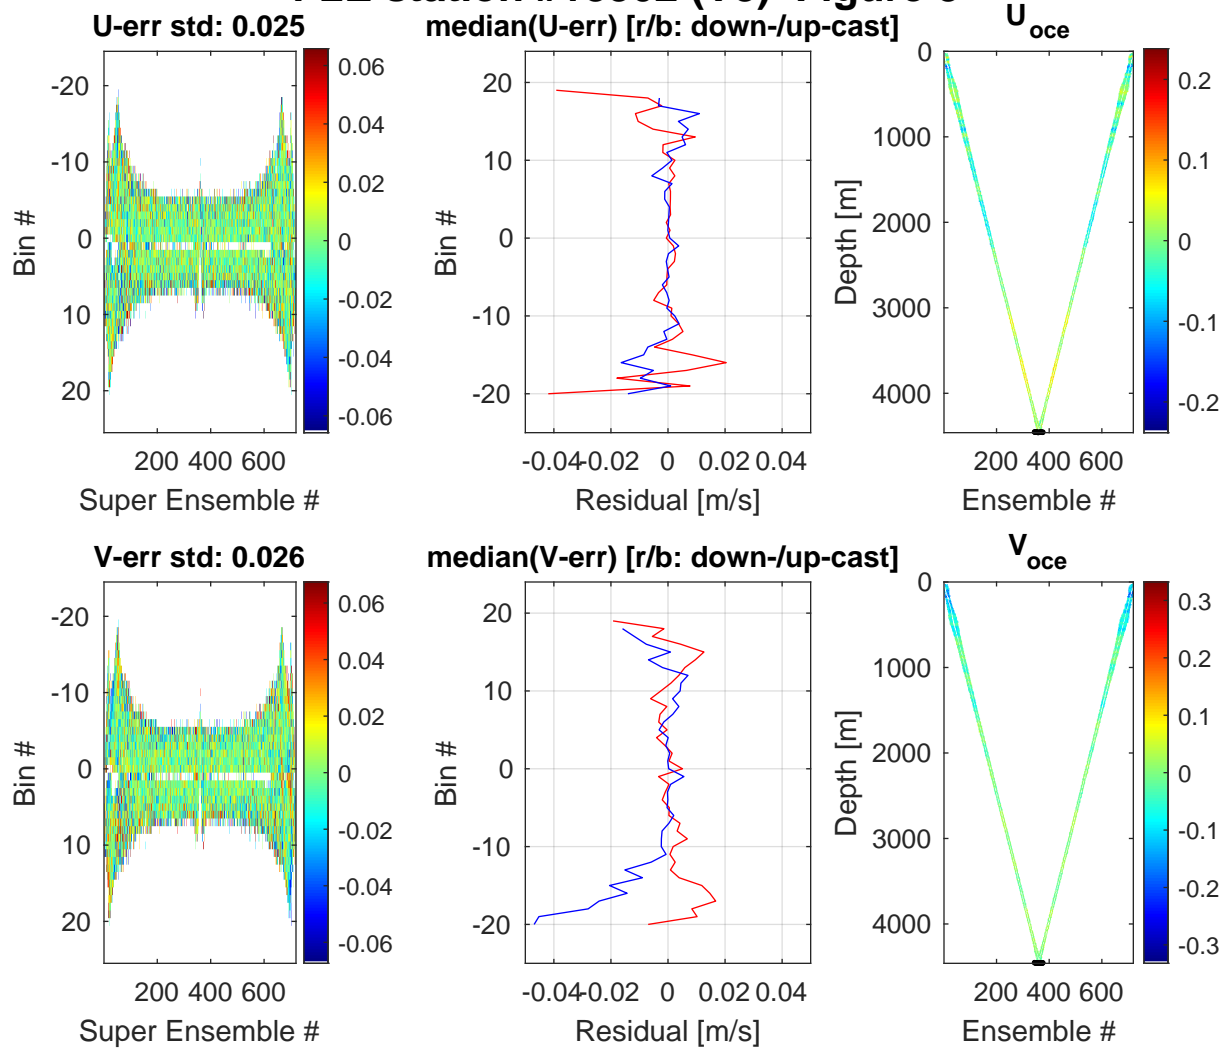 U-err std: 0.025
-20
-10
0
10
20
200 400 600
Super Ensemble #
Bin #
0.06
0.04
0.02
0
-0.02
-0.04
-0.06
median(U-err) [r/b: down-/up-cast]
20
10
0
-10
-20
-0.04 -0.02 0 0.02 0.04
Residual [m/s]
Bin #
U_oce
0
1000
2000
3000
4000
200 400 600
Ensemble #
Depth [m]
0.2
0.1
0
-0.1
-0.2
V-err std: 0.026
-20
-10
0
10
20
200 400 600
Super Ensemble #
Bin #
0.06
0.04
0.02
0
-0.02
-0.04
-0.06
median(V-err) [r/b: down-/up-cast]
20
10
0
-10
-20
-0.04 -0.02 0 0.02 0.04
Residual [m/s]
Bin #
V_oce
0
1000
2000
3000
4000
200 400 600
Ensemble #
Depth [m]
0.3
0.2
0.1
0
-0.1
-0.2
-0.3